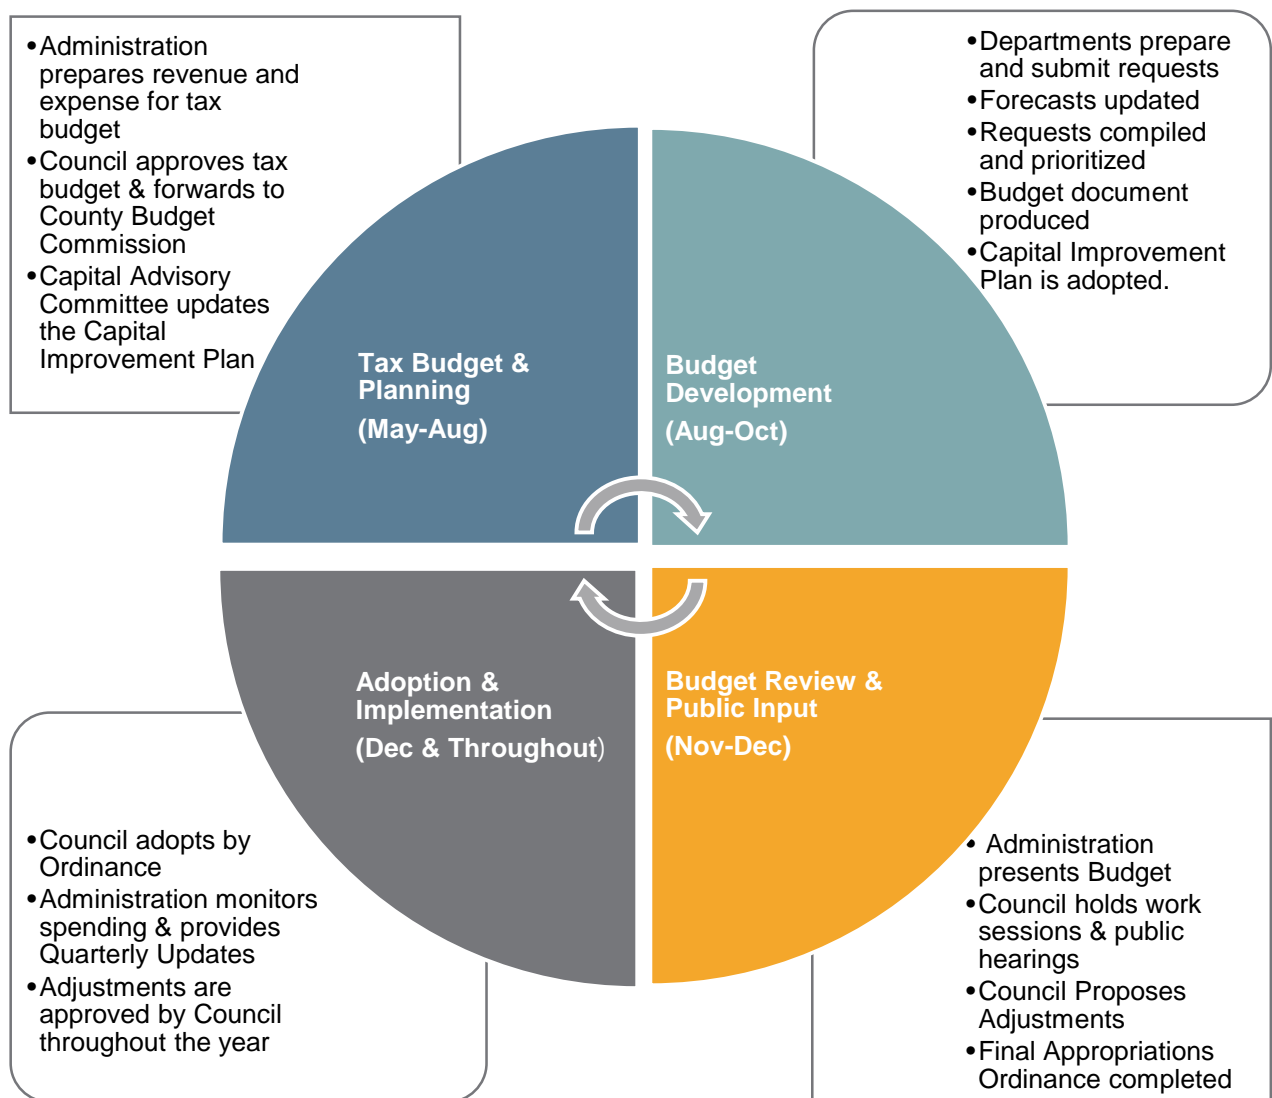 •Administration
prepares revenue and
expense for tax
budget
•Council approves tax
budget & forwards to
County Budget
Commission
•Capital Advisory
Committee updates
the Capital
Improvement Plan
•Departments prepare
and submit requests
•Forecasts updated
•Requests compiled
and prioritized
•Budget document
produced
•Capital Improvement
Plan is adopted.
Tax Budget &
Planning
(May-Aug)
Budget
Development
(Aug-Oct)
Adoption &
Implementation
(Dec & Throughout)
Budget Review &
Public Input
(Nov-Dec)
•Council adopts by
Ordinance
•Administration monitors
spending & provides
Quarterly Updates
•Adjustments are
approved by Council
throughout the year
• Administration
presents Budget
•Council holds work
sessions & public
hearings
•Council Proposes
Adjustments
•Final Appropriations
Ordinance completed